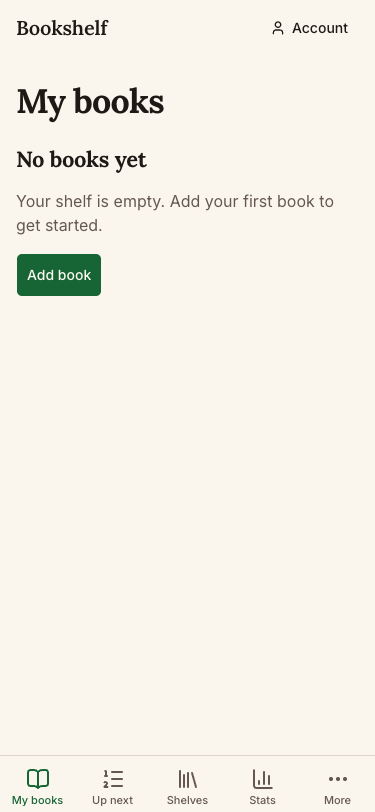 Bookshelf
Account
My books
No books yet
Your shelf is empty. Add your first book to
get started.
Add book
My books
Up next
Shelves
Stats
More